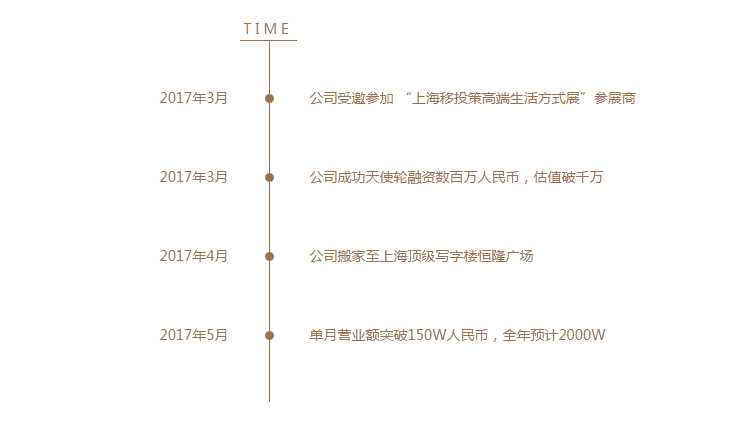 TIME
2017年3月 公司受邀参加 “上海移投策高端生活方式展”参展商
2017年3月 公司成功天使轮融资数百万人民币，估值破千万
2017年4月 公司搬家至上海顶级写字楼恒隆广场
2017年5月 单月营业额突破150W人民币，全年预计2000W